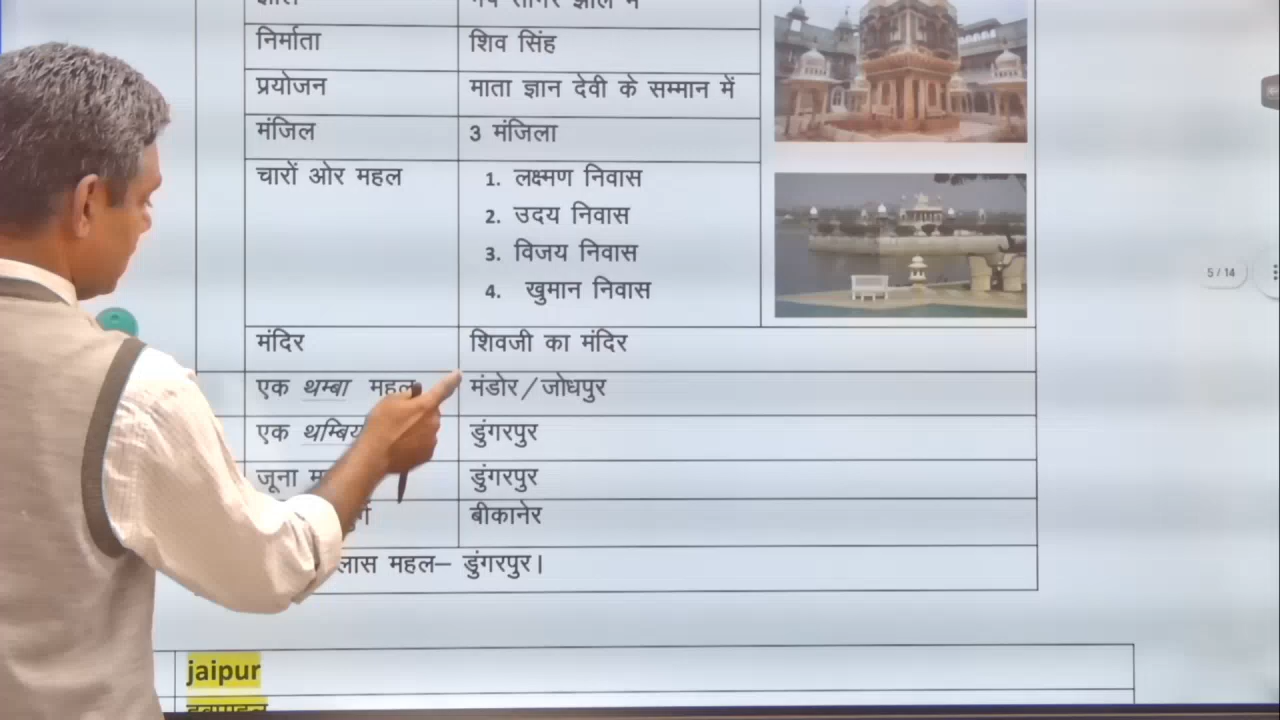 निर्माता शिव सिंह
प्रयोजन माता ज्ञान देवी के सम्मान में
मंजिल 3 मंजिला
चारों ओर महल 1. लक्ष्मण निवास
2. उदय निवास
3. विजय निवास
4. खुमान निवास
5 / 14
मंदिर शिवजी का मंदिर
एक थम्बा महल मंडोर/जोधपुर
एक डुंगरपुर
जूना डुंगरपुर
बीकानेर
महल– डुंगरपुर।
jaipur